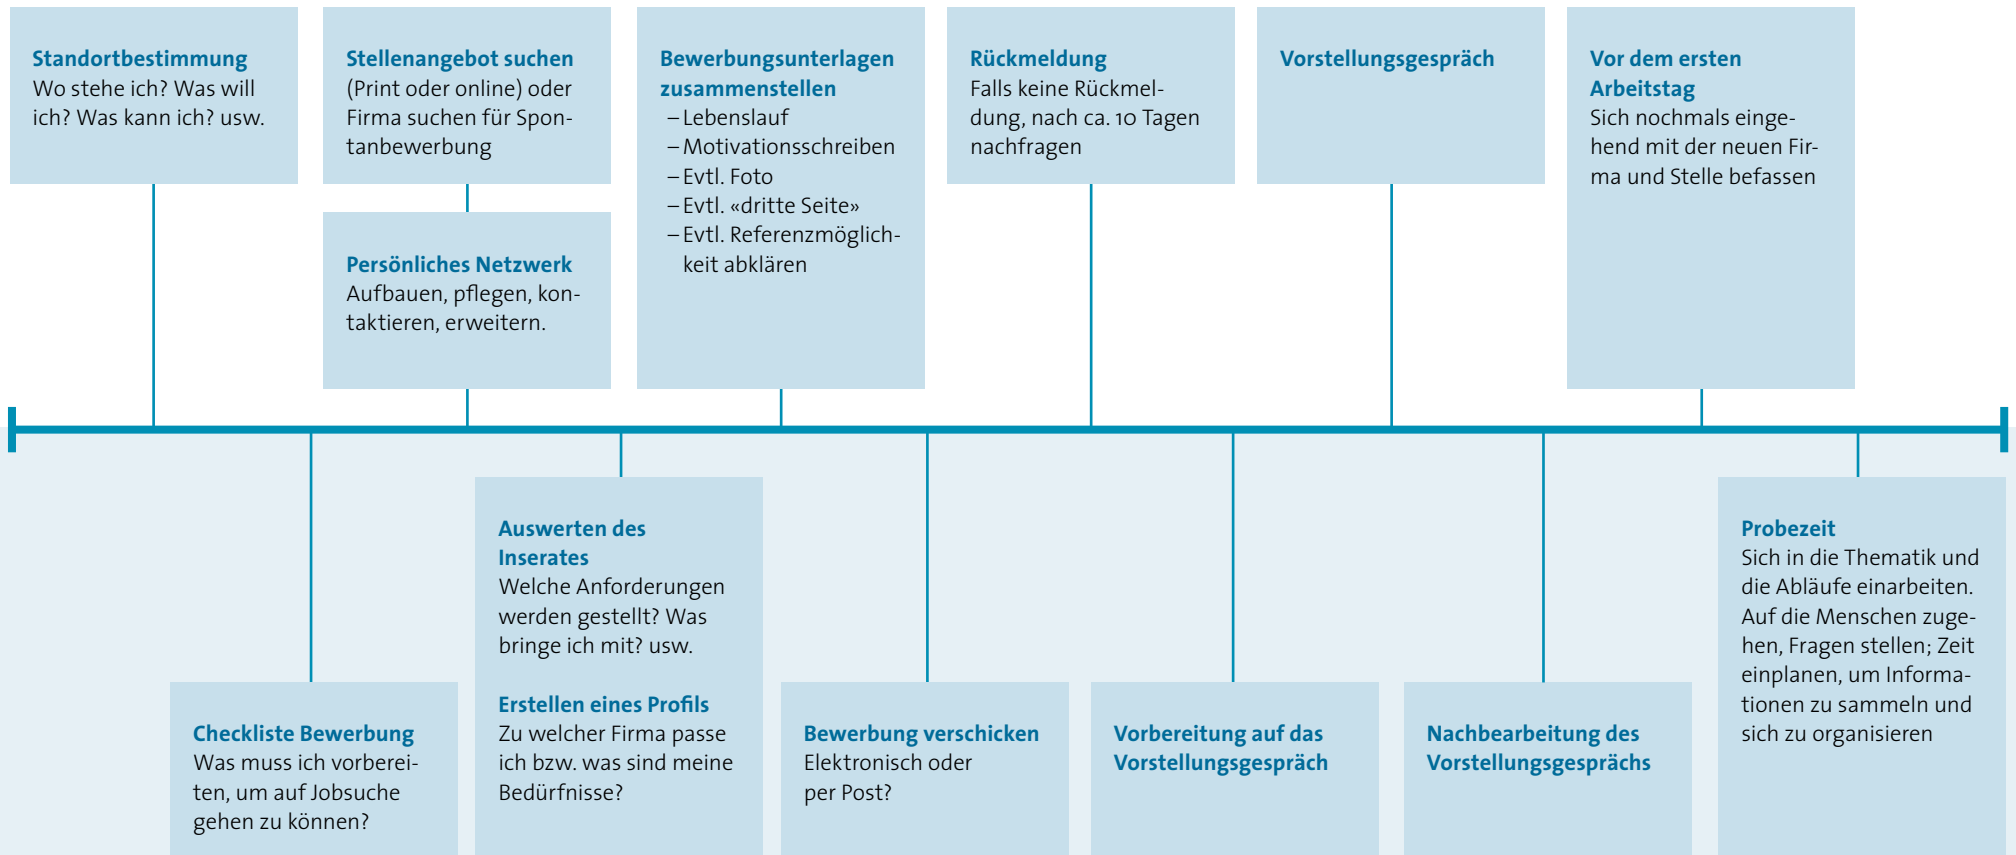 Standortbestimmung
Wo stehe ich? Was will
ich? Was kann ich? usw.
Stellenangebot suchen
(Print oder online) oder
Firma suchen für Spon-
tanbewerbung
Persönliches Netzwerk
Aufbauen, pflegen, kon-
taktieren, erweitern.
Bewerbungsunterlagen
zusammenstellen
– Lebenslauf
– Motivationsschreiben
– Evtl. Foto
– Evtl. «dritte Seite»
– Evtl. Referenzmöglich-
keit abklären
Rückmeldung
Falls keine Rückmel-
dung, nach ca. 10 Tagen
nachfragen
Vorstellungsgespräch
Vor dem ersten
Arbeitstag
Sich nochmals einge-
hend mit der neuen Fir-
ma und Stelle befassen
Checkliste Bewerbung
Was muss ich vorberei-
ten, um auf Jobsuche
gehen zu können?
Auswerten des
Inserates
Welche Anforderungen
werden gestellt? Was
bringe ich mit? usw.
Erstellen eines Profils
Zu welcher Firma passe
ich bzw. was sind meine
Bedürfnisse?
Bewerbung verschicken
Elektronisch oder
per Post?
Vorbereitung auf das
Vorstellungsgespräch
Nachbearbeitung des
Vorstellungsgesprächs
Probezeit
Sich in die Thematik und
die Abläufe einarbeiten.
Auf die Menschen zuge-
hen, Fragen stellen; Zeit
einplanen, um Informa-
tionen zu sammeln und
sich zu organisieren